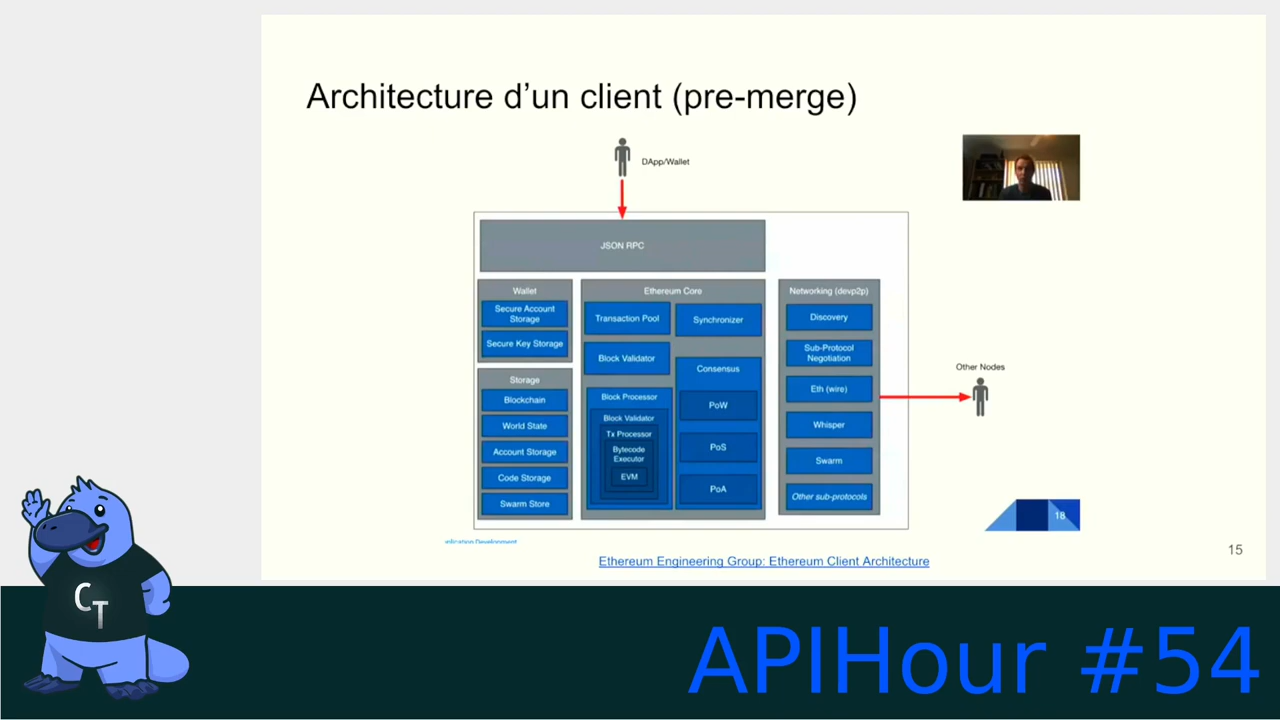 Architecture d'un client (pre-merge)
DApp/Wallet
JSON RPC
Wallet
Secure Account
Storage
Secure Key Storage
Storage
Blockchain
World State
Account Storage
Code Storage
Swarm Store
Ethereum Core
Transaction Pool
Synchronizer
Block Validator
Block Processor
Block Validator
Tx Processor
Bytecode
Executor
EVM
Consensus
PoW
PoS
PoA
Networking (devp2p)
Discovery
Sub-Protocol
Negotiation
Eth (wire)
Whisper
Swarm
Other sub-protocols
Other Nodes
18
plication Development
Ethereum Engineering Group: Ethereum Client Architecture
15
CT
APIHour #54